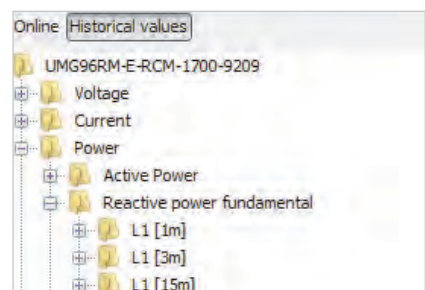 Online Historical values
UMG96RM-E-RCM-1700-9209
Voltage
Current
Power
Active Power
Reactive power fundamental
L1 [1m]
L1 [3m]
L1 [15m]